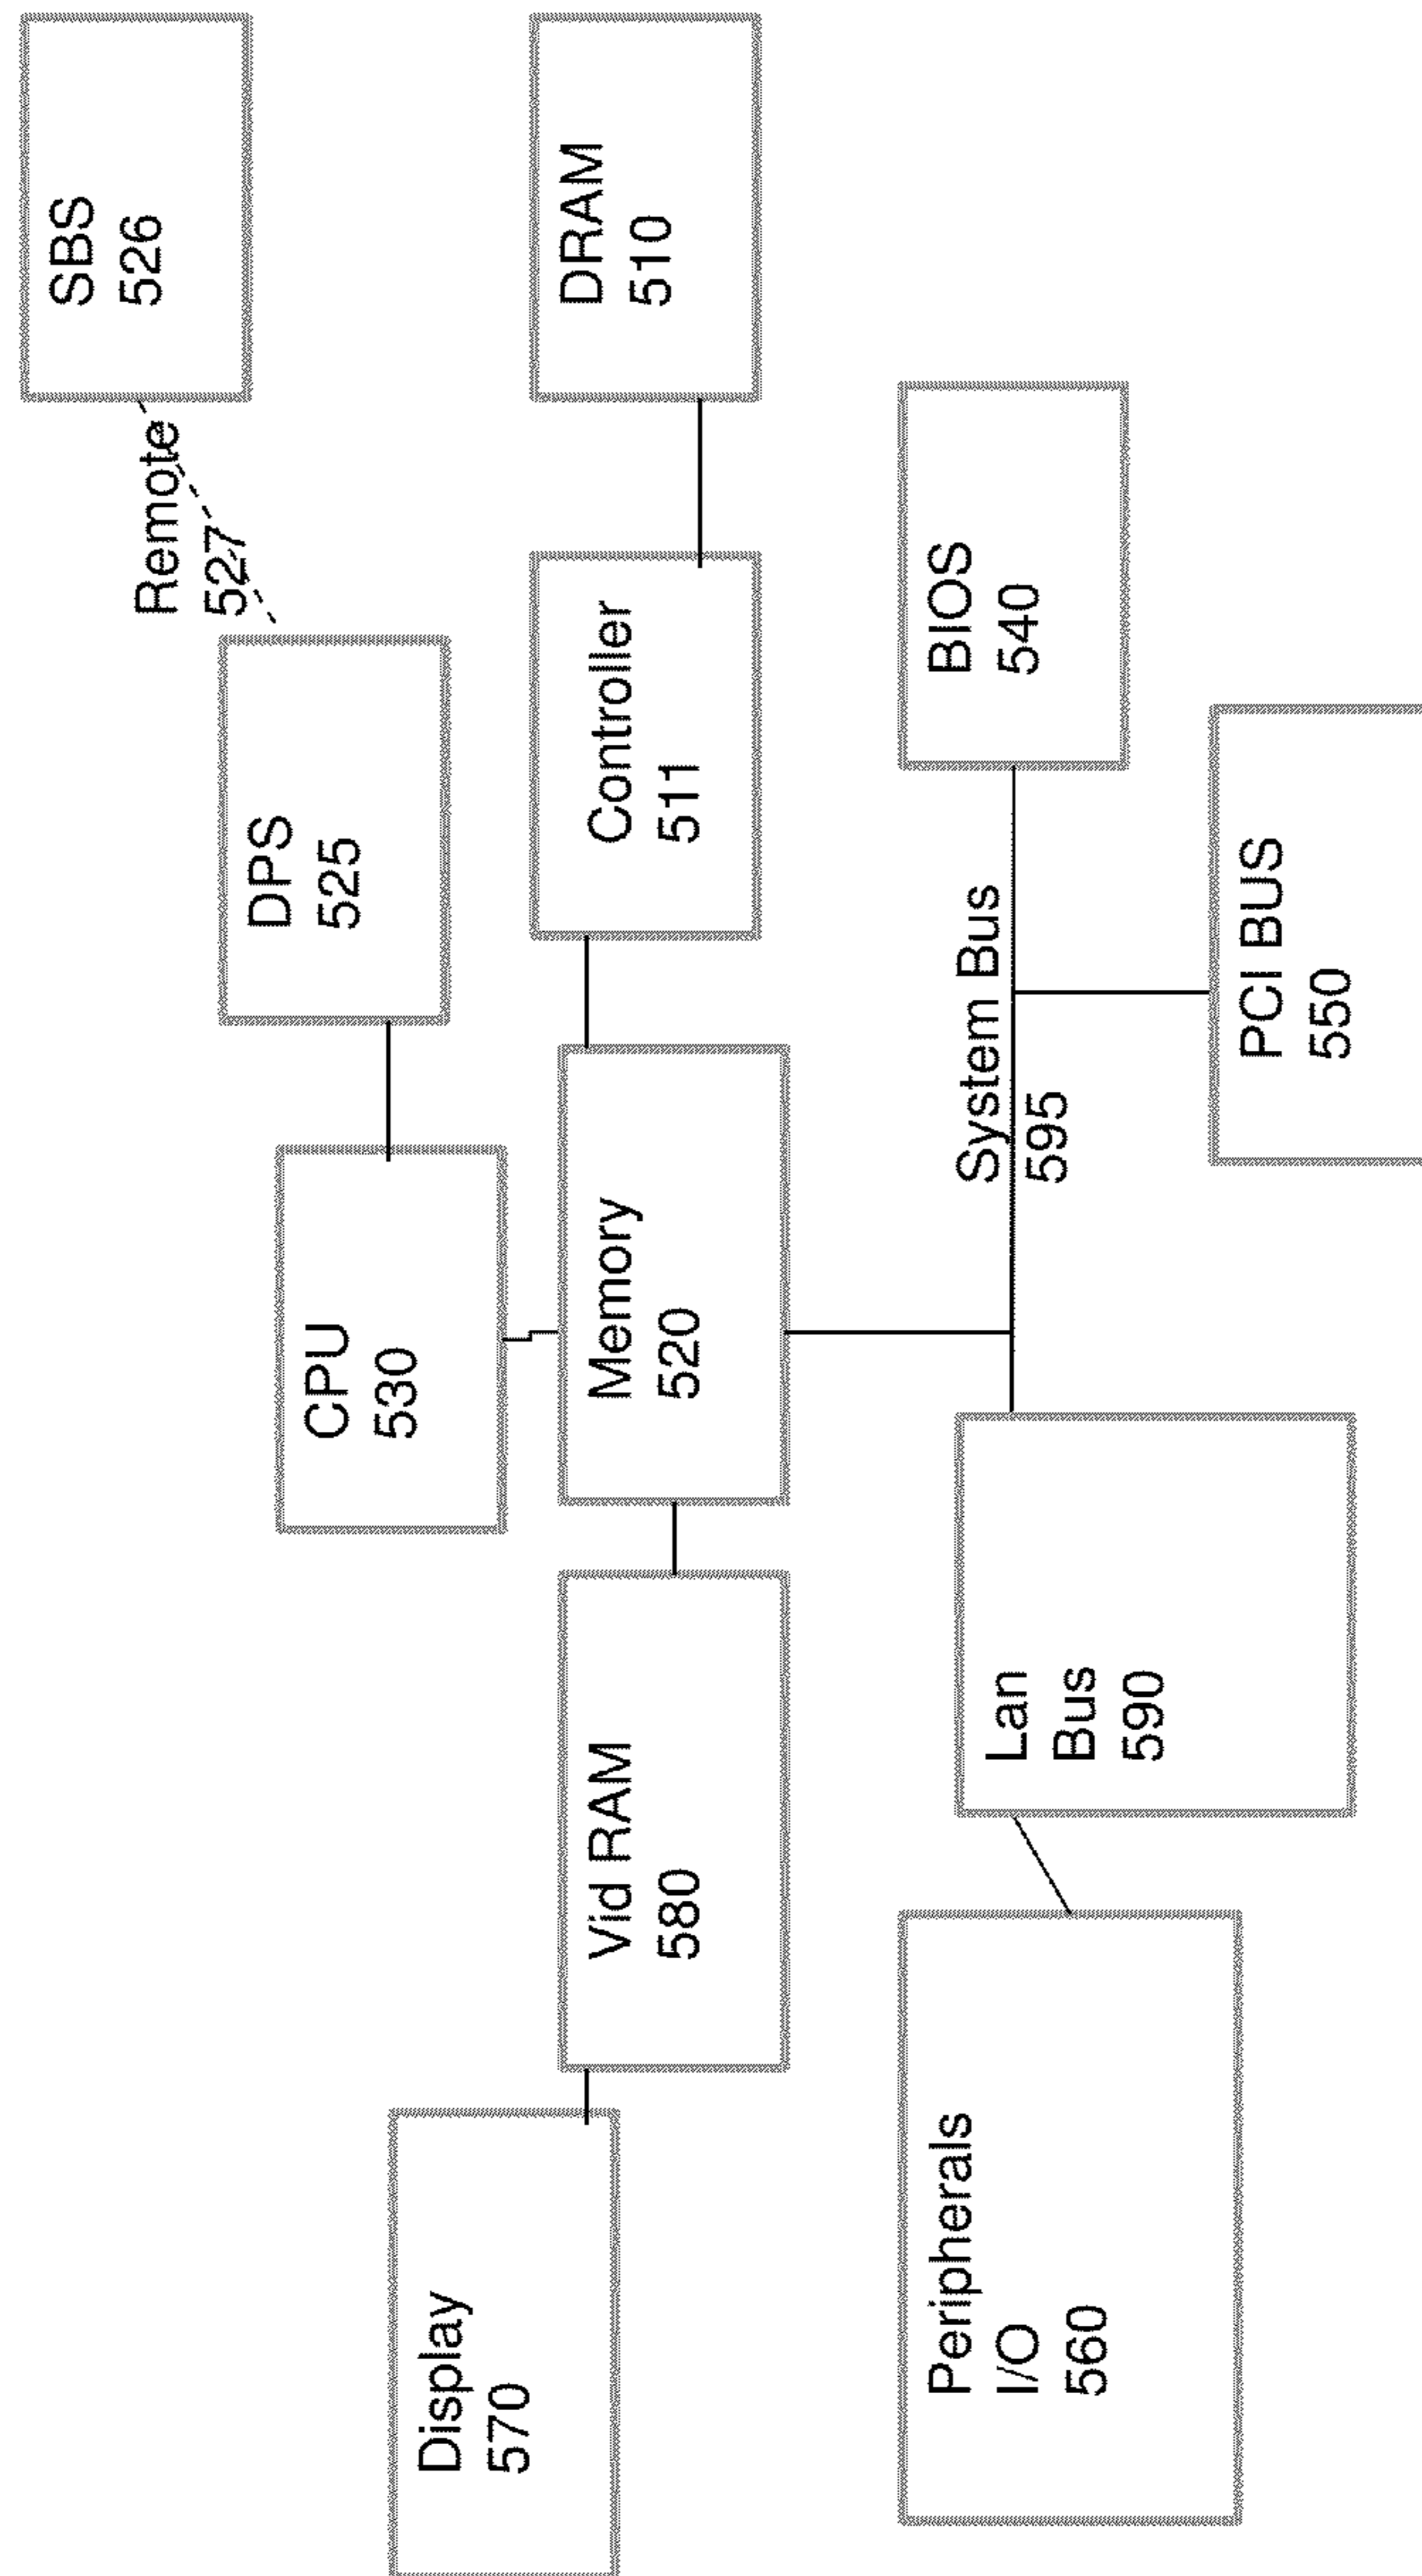 SBS
526
Remote
527
DPS
525
CPU
530
DRAM
510
Controller
511
Memory
520
Vid RAM
580
Display
570
BIOS
540
System Bus
595
PCI BUS
550
Lan
Bus
590
Peripherals
I/O
560